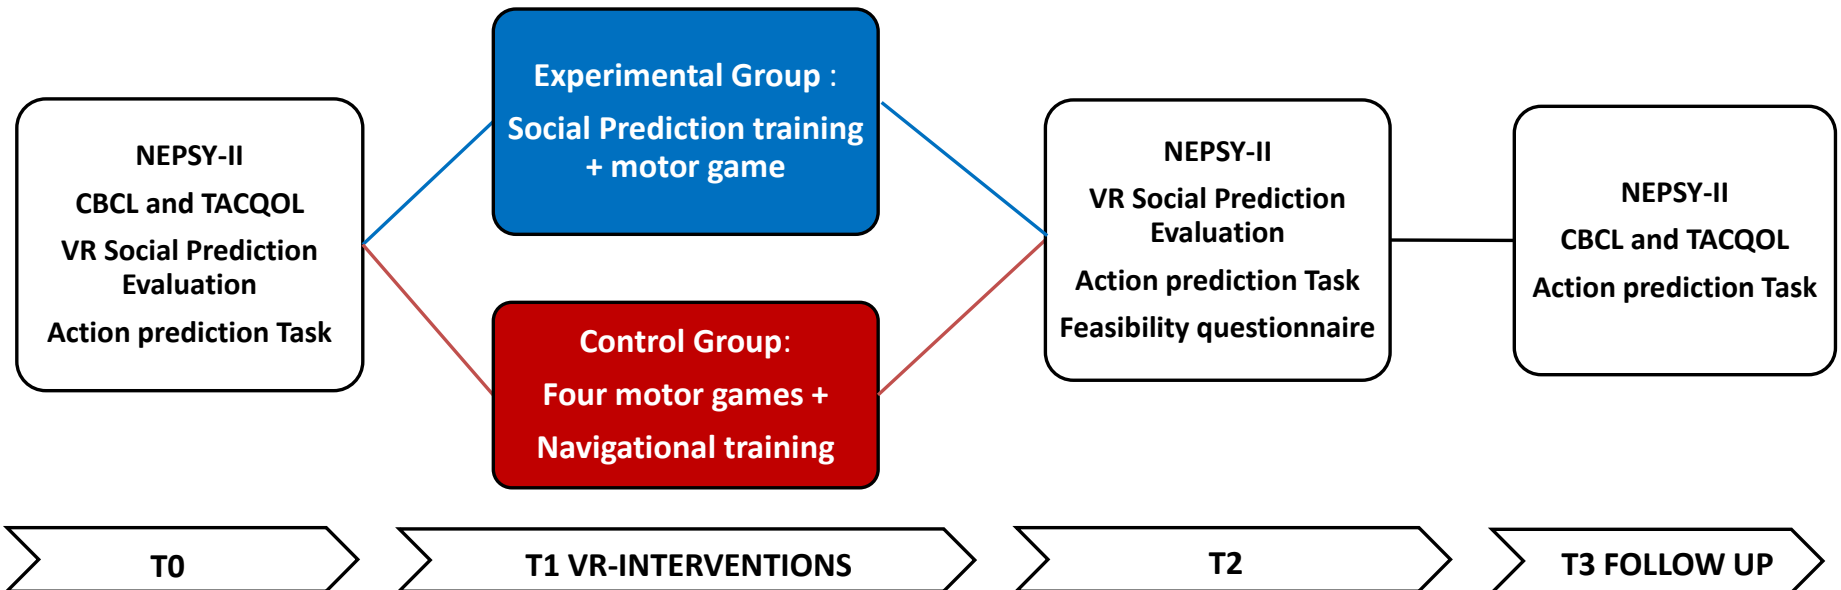 NEPSY-II
CBCL and TACQOL
VR Social Prediction
Evaluation
Action prediction Task
Experimental Group :
Social Prediction training
+ motor game
Control Group:
Four motor games +
Navigational training
NEPSY-II
VR Social Prediction
Evaluation
Action prediction Task
Feasibility questionnaire
NEPSY-II
CBCL and TACQOL
Action prediction Task
T0
T1 VR-INTERVENTIONS
T2
T3 FOLLOW UP